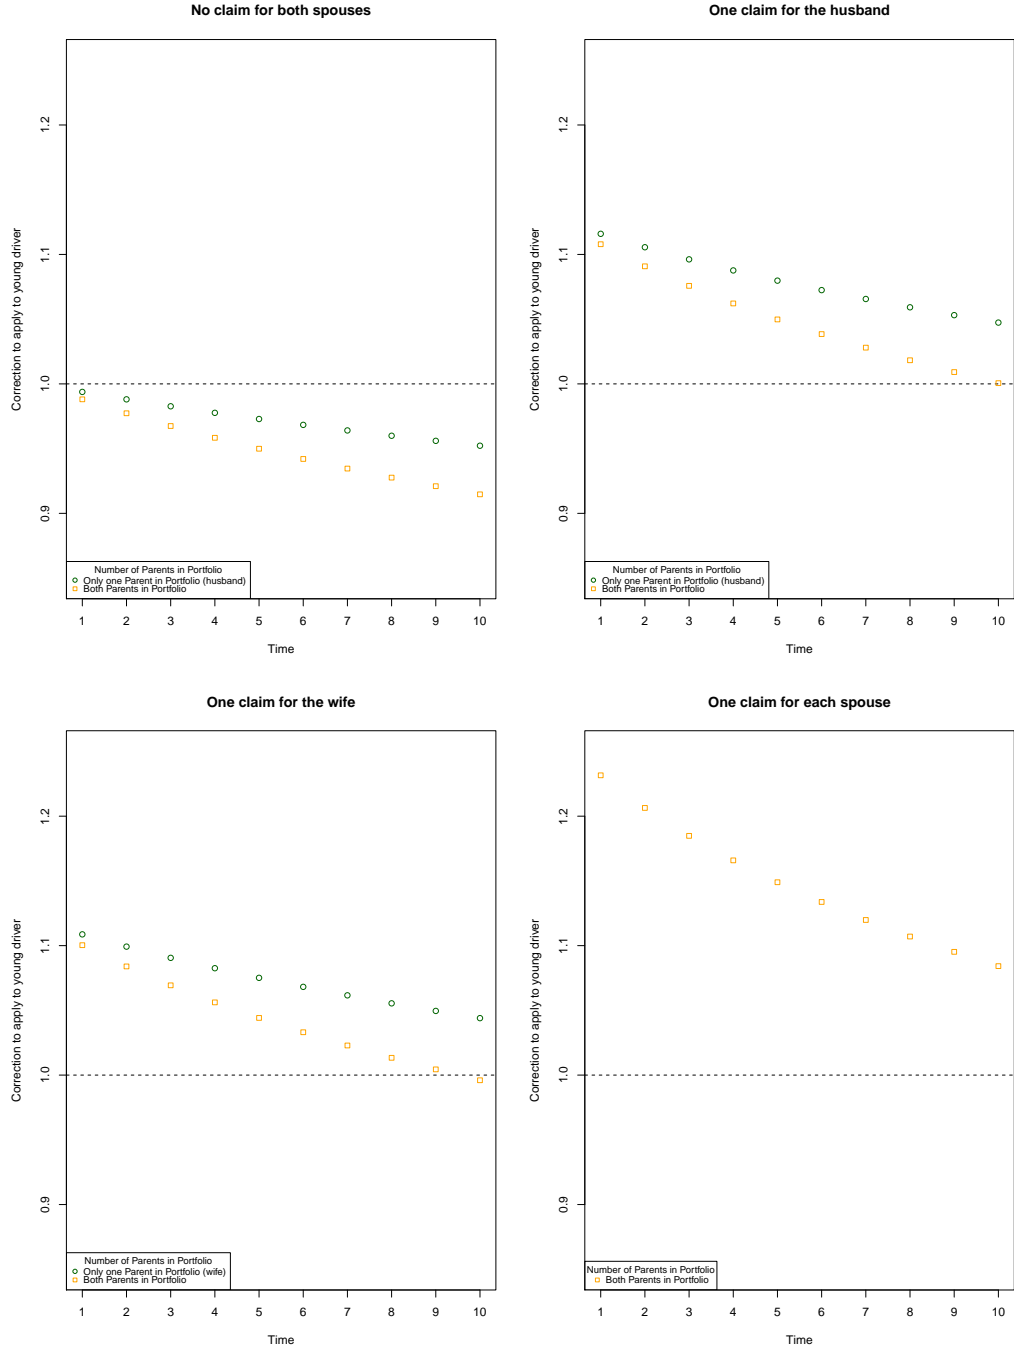 No claim for both spouses
Correction to apply to young driver
1.2
1.1
1.0
0.9
Number of Parents in Portfolio
Only one Parent in Portfolio (husband)
Both Parents in Portfolio
1 2 3 4 5 6 7 8 9 10
Time
One claim for the husband
Correction to apply to young driver
1.2
1.1
1.0
0.9
Number of Parents in Portfolio
Only one Parent in Portfolio (husband)
Both Parents in Portfolio
1 2 3 4 5 6 7 8 9 10
Time
One claim for the wife
Correction to apply to young driver
1.2
1.1
1.0
0.9
Number of Parents in Portfolio
Only one Parent in Portfolio (wife)
Both Parents in Portfolio
1 2 3 4 5 6 7 8 9 10
Time
One claim for each spouse
Correction to apply to young driver
1.2
1.1
1.0
0.9
Number of Parents in Portfolio
Both Parents in Portfolio
1 2 3 4 5 6 7 8 9 10
Time